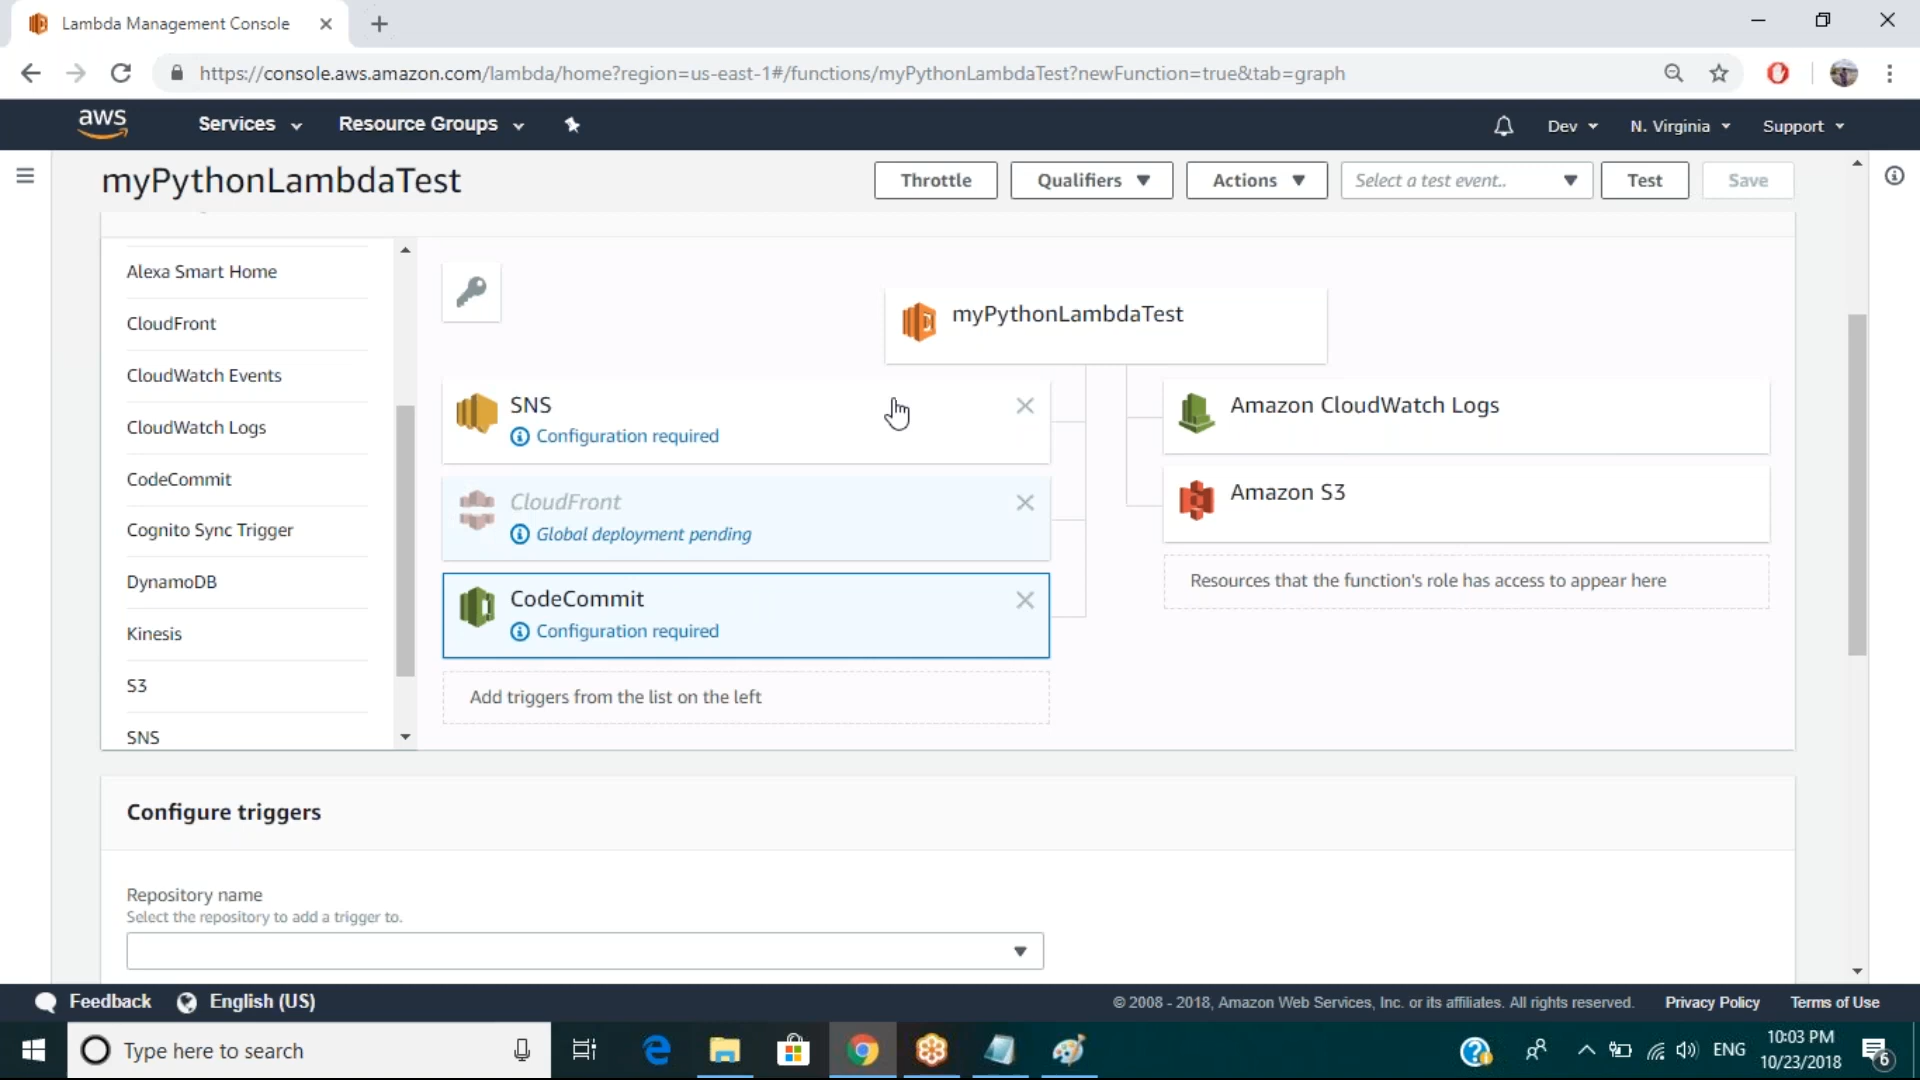 Lambda Management Console
https://console.aws.amazon.com/lambda/home?region=us-east-1#/functions/myPythonLambdaTest?newFunction=true&tab=graph
aws Services Resource Groups Dev N. Virginia Support
myPythonLambdaTest Throttle Qualifiers Actions Select a test event.. Test Save
Alexa Smart Home
CloudFront
CloudWatch Events
CloudWatch Logs
CodeCommit
Cognito Sync Trigger
DynamoDB
Kinesis
S3
SNS
myPythonLambdaTest
SNS
Configuration required
CloudFront
Global deployment pending
CodeCommit
Configuration required
Add triggers from the list on the left
Amazon CloudWatch Logs
Amazon S3
Resources that the function's role has access to appear here
Configure triggers
Repository name
Select the repository to add a trigger to.
Feedback English (US) © 2008 - 2018, Amazon Web Services, Inc. or its affiliates. All rights reserved. Privacy Policy Terms of Use
Type here to search
ENG
10:03 PM
10/23/2018
6